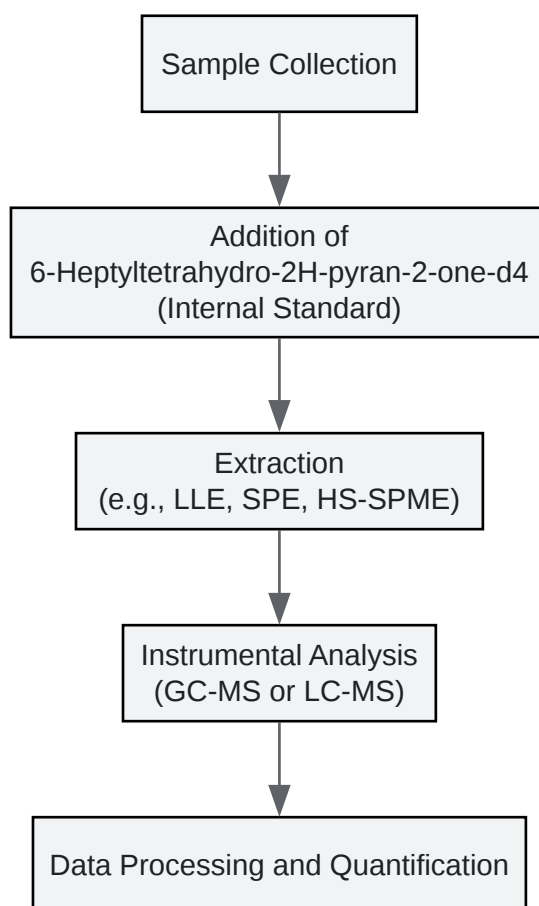 Sample Collection
Addition of
6-Heptyltetrahydro-2H-pyran-2-one-d4
(Internal Standard)
Extraction
(e.g., LLE, SPE, HS-SPME)
Instrumental Analysis
(GC-MS or LC-MS)
Data Processing and Quantification